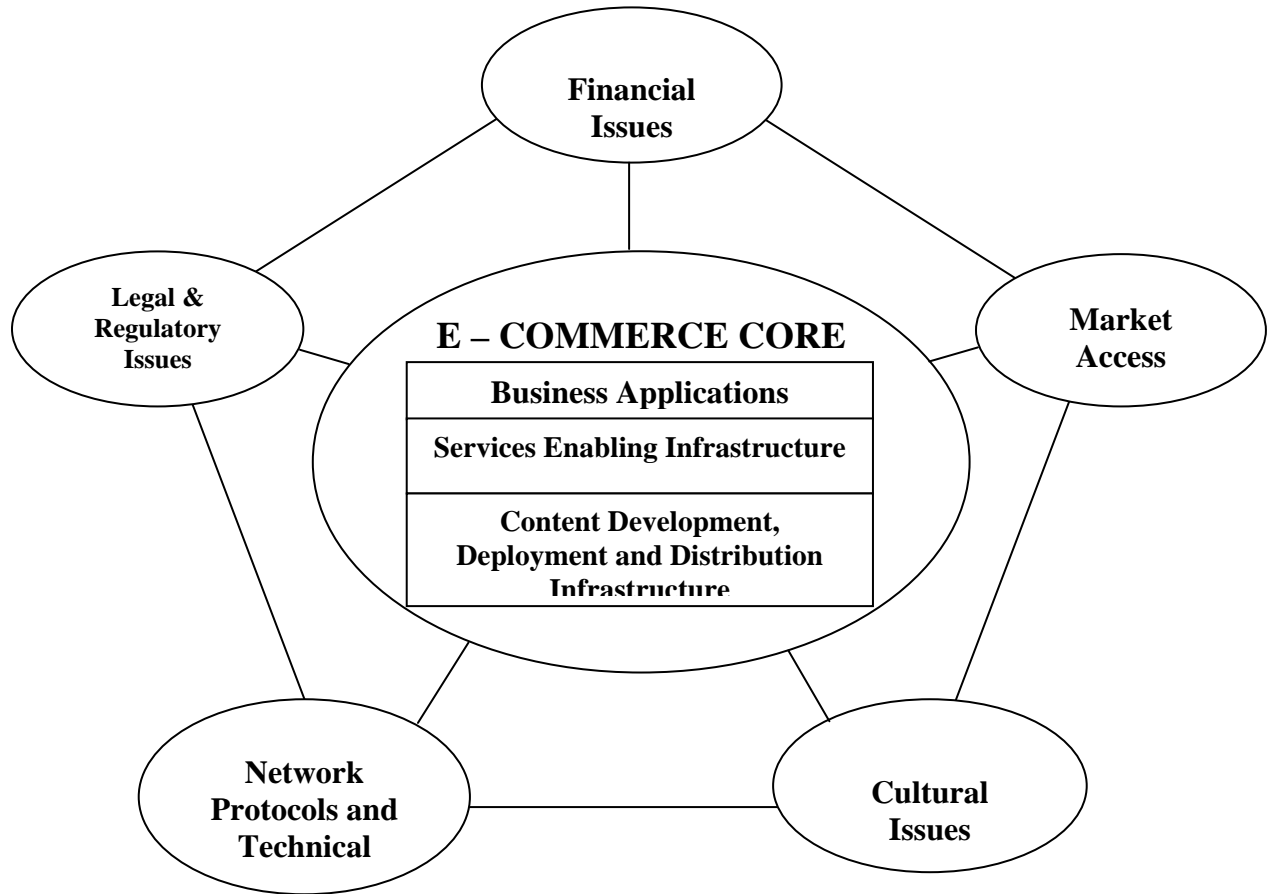 Financial
Issues
Legal &
Regulatory
Issues
Market
Access
E – COMMERCE CORE
Business Applications
Services Enabling Infrastructure
Content Development,
Deployment and Distribution
Infrastructure
Network
Protocols and
Technical
Cultural
Issues